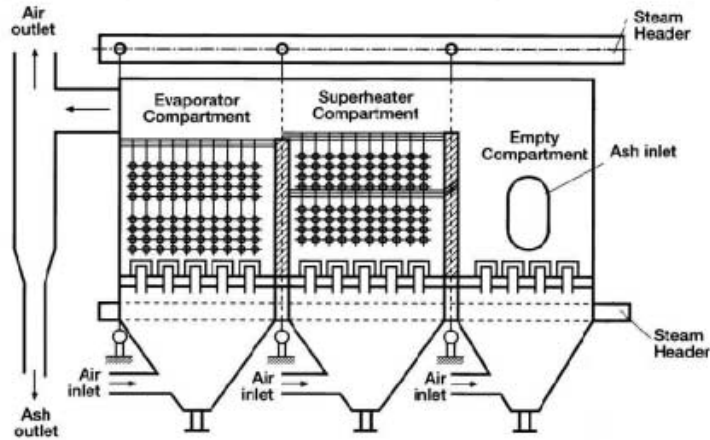 Air
outlet
Steam
Header
Evaporator
Compartment
Superheater
Compartment
Empty
Compartment
Ash inlet
Steam
Header
Air
inlet
Air
inlet
Air
inlet
Ash
outlet